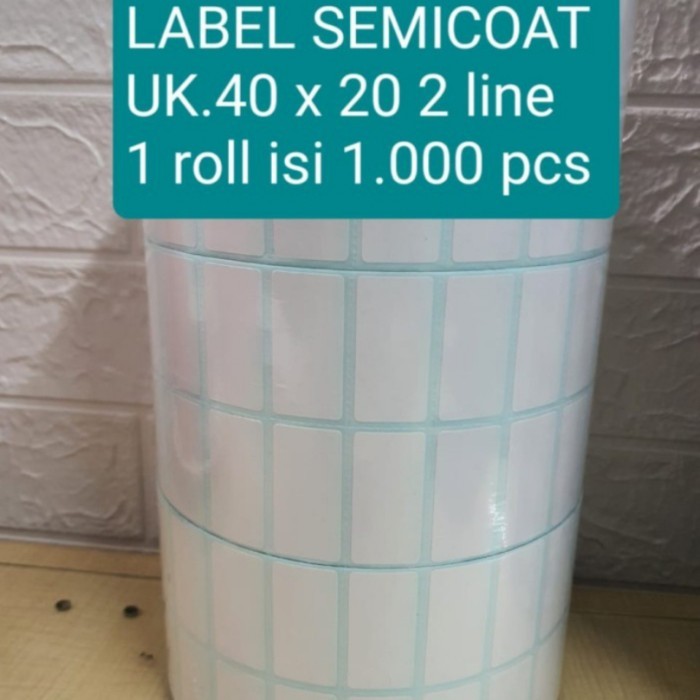 LABEL SEMICOAT
UK.40 x 20 2 line
1 roll isi 1.000 pcs